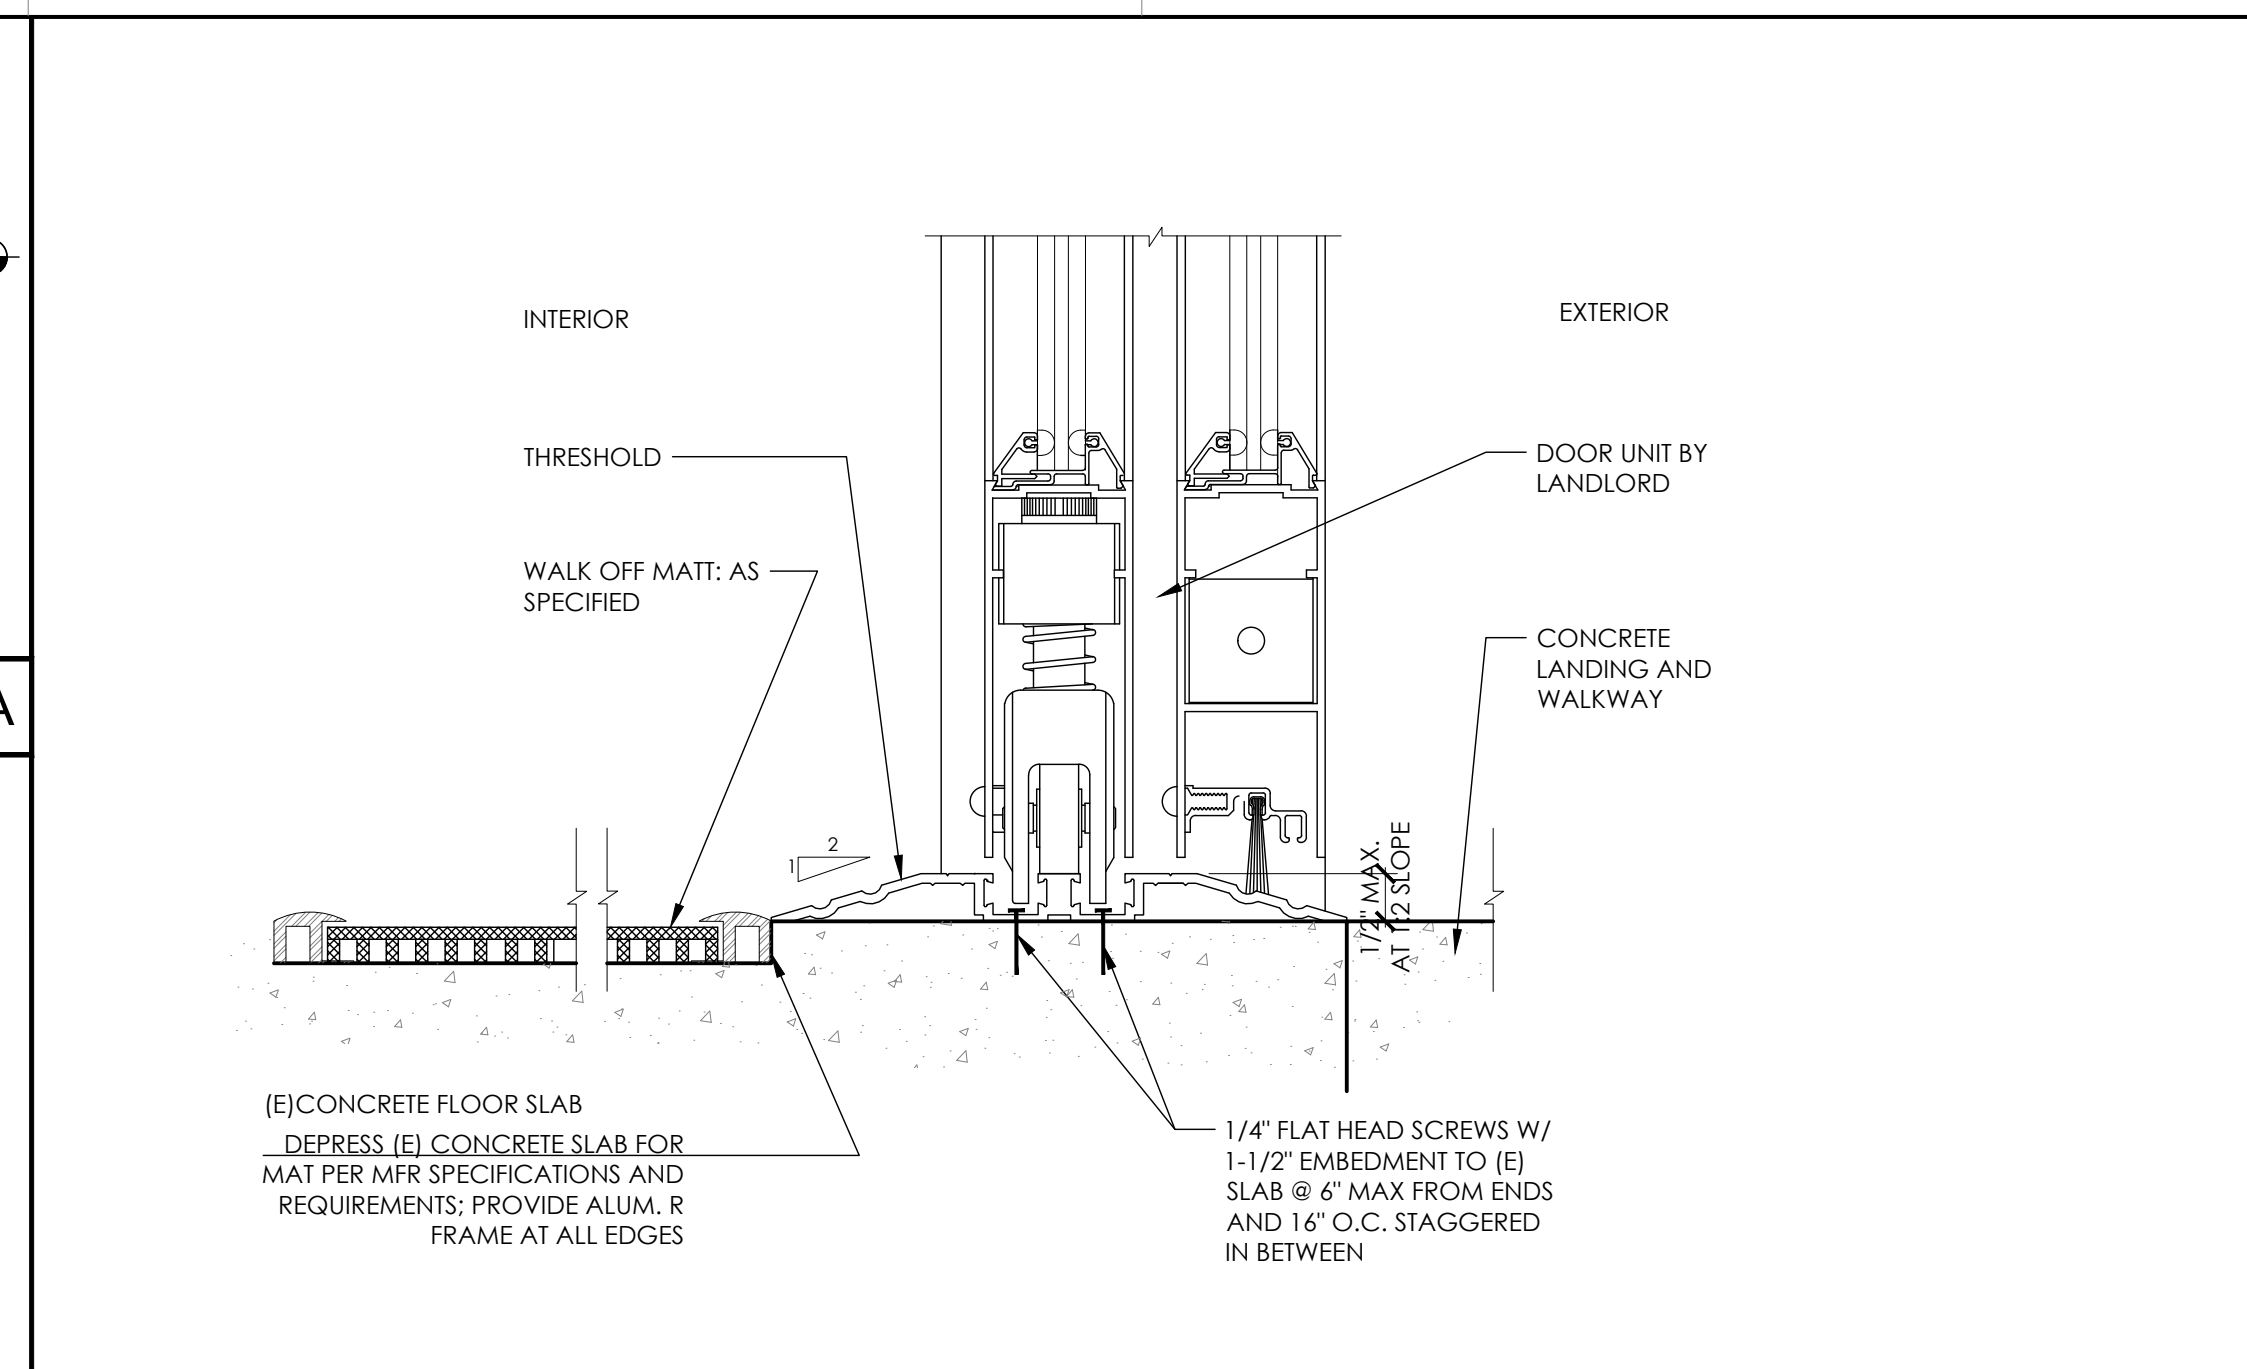 INTERIOR
EXTERIOR
THRESHOLD
DOOR UNIT BY
LANDLORD
WALK OFF MATT: AS
SPECIFIED
CONCRETE
LANDING AND
WALKWAY
2
1
1/2" MAX.
AT 1:2 SLOPE
A
(E)CONCRETE FLOOR SLAB
DEPRESS (E) CONCRETE SLAB FOR
MAT PER MFR SPECIFICATIONS AND
REQUIREMENTS; PROVIDE ALUM. R
FRAME AT ALL EDGES
1/4" FLAT HEAD SCREWS W/
1-1/2" EMBEDMENT TO (E)
SLAB @ 6" MAX FROM ENDS
AND 16" O.C. STAGGERED
IN BETWEEN